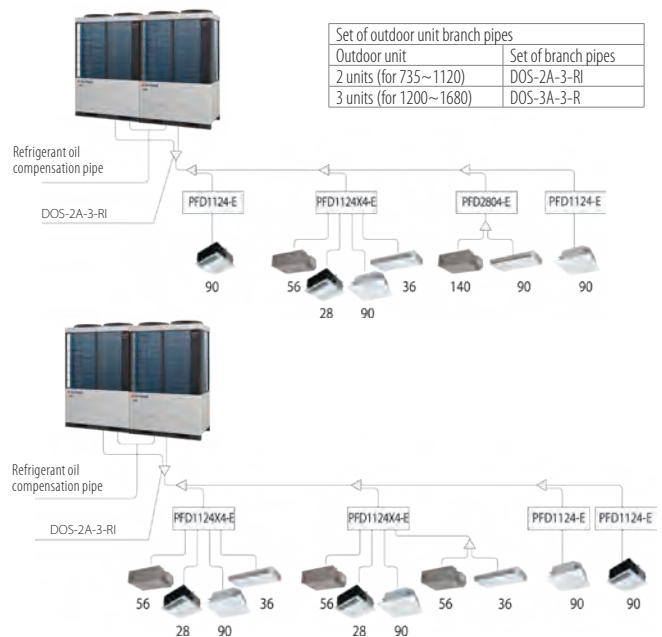 Set of outdoor unit branch pipes
Outdoor unit Set of branch pipes
2 units (for 735~1120) DOS-2A-3-RI
3 units (for 1200~1680) DOS-3A-3-R
Refrigerant oil
compensation pipe
DOS-2A-3-RI
PFD1124-E PFD1124X4-E PFD2804-E PFD1124-E
90 56 36 140 90 90
28 90
Refrigerant oil
compensation pipe
DOS-2A-3-RI
PFD1124X4-E PFD1124X4-E PFD1124-E PFD1124-E
56 36 56 56 36 90 90
28 90 28 90